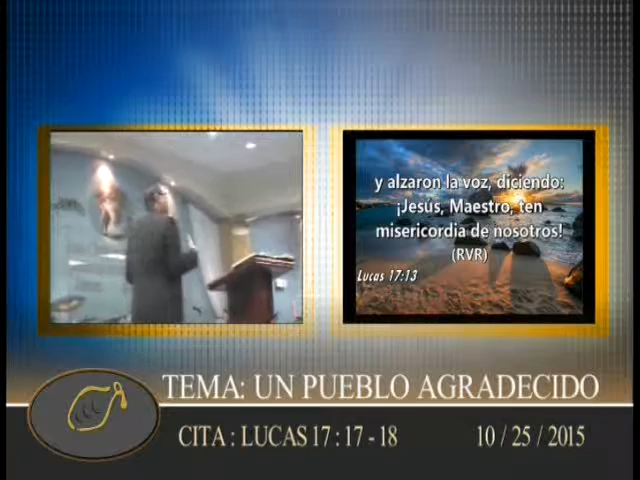 y alzaron la voz, diciendo:
¡Jesús, Maestro, ten
misericordia de nosotros!
(RVR)
Lucas 17:13
TEMA: UN PUEBLO AGRADECIDO
CITA : LUCAS 17 : 17 - 18
10 / 25 / 2015